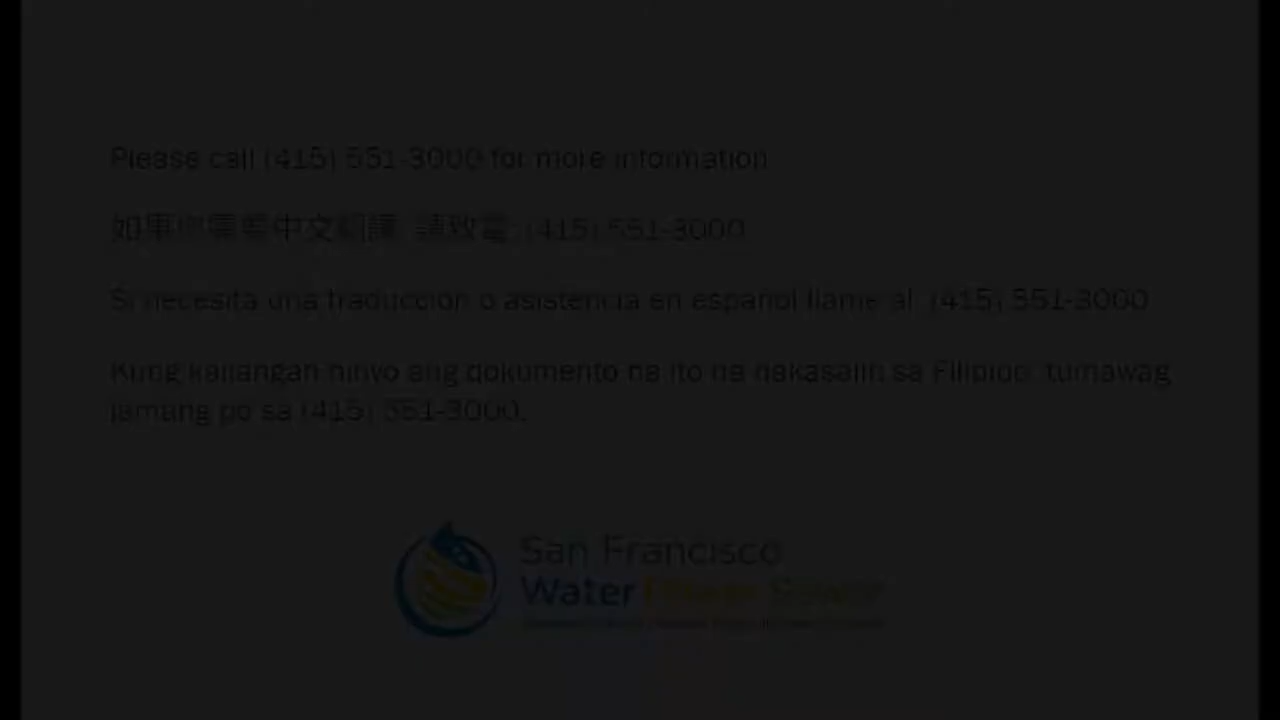 Please call (415) 551-3000 for more information
如果您需要中文翻譯, 請致電: (415) 551-3000
Si necesita una traducción o asistencia en español llame al: (415) 551-3000
Kung kailangan ninyo ang dokumento na ito na nakasalin sa Filipino, tumawag
lamang po sa (415) 551-3000.
San Francisco
Water Power Sewer